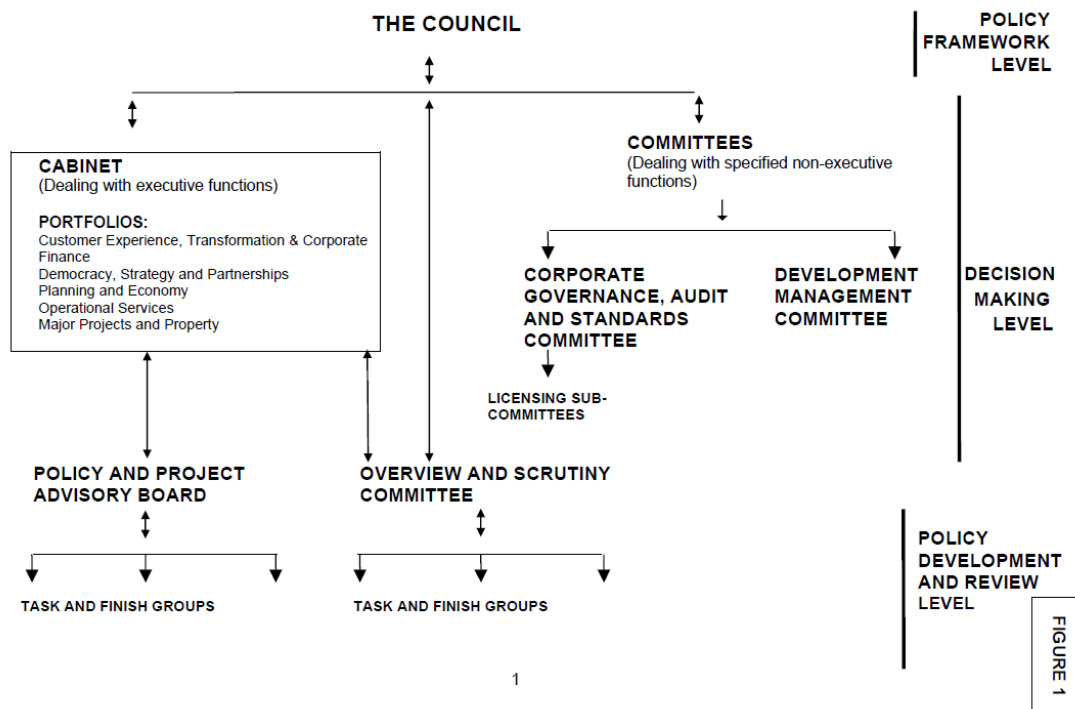 THE COUNCIL
POLICY
FRAMEWORK
LEVEL
CABINET
(Dealing with executive functions)
PORTFOLIOS:
Customer Experience, Transformation & Corporate
Finance
Democracy, Strategy and Partnerships
Planning and Economy
Operational Services
Major Projects and Property
COMMITTEES
(Dealing with specified non-executive
functions)
CORPORATE
GOVERNANCE, AUDIT
AND STANDARDS
COMMITTEE
DEVELOPMENT
MANAGEMENT
COMMITTEE
DECISION
MAKING
LEVEL
LICENSING SUB-
COMMITTEES
POLICY AND PROJECT
ADVISORY BOARD
OVERVIEW AND SCRUTINY
COMMITTEE
TASK AND FINISH GROUPS
TASK AND FINISH GROUPS
POLICY
DEVELOPMENT
AND REVIEW
LEVEL
FIGURE 1
1